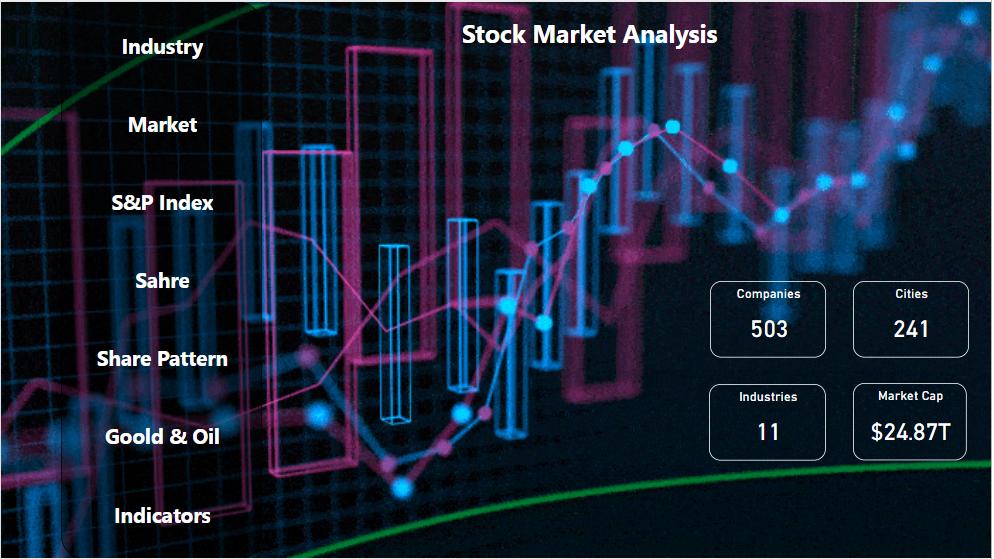 Stock Market Analysis
Industry
Market
S&P Index
Sahre
Share Pattern
Goold & Oil
Indicators
Companies
503
Cities
241
Industries
11
Market Cap
$24.87T